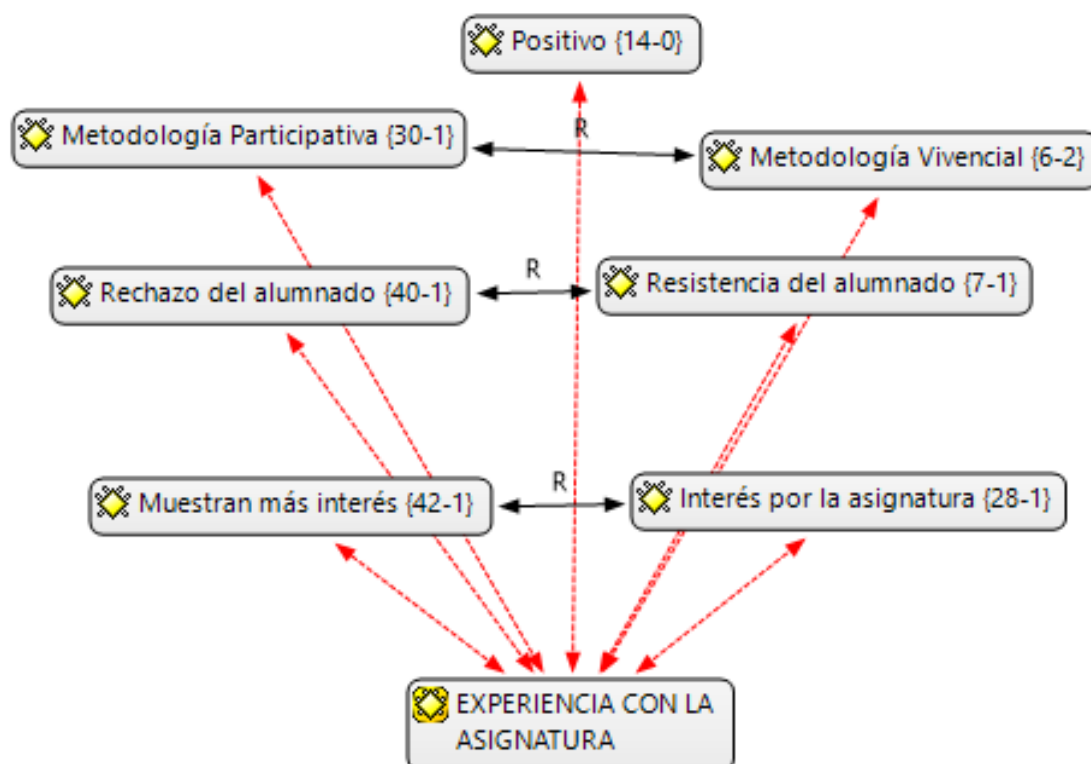 Positivo {14-0}
Metodología Participativa {30-1}
R
Metodología Vivencial {6-2}
Rechazo del alumnado {40-1}
R
Resistencia del alumnado {7-1}
Muestran más interés {42-1}
R
Interés por la asignatura {28-1}
EXPERIENCIA CON LA
ASIGNATURA